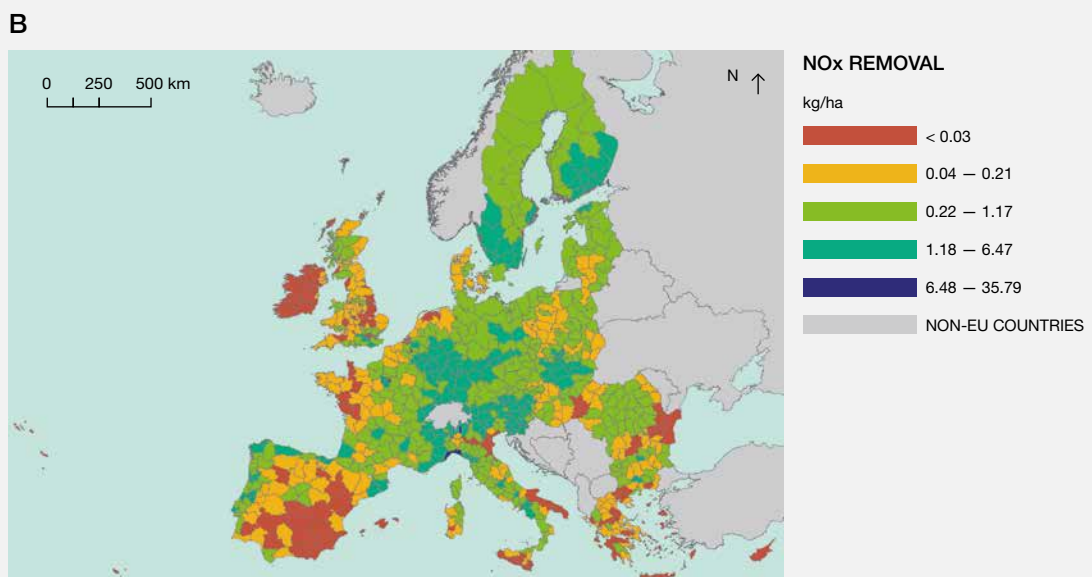 B
0 250 500 km
N
NOx REMOVAL
kg/ha
< 0.03
0.04 — 0.21
0.22 — 1.17
1.18 — 6.47
6.48 — 35.79
NON-EU COUNTRIES